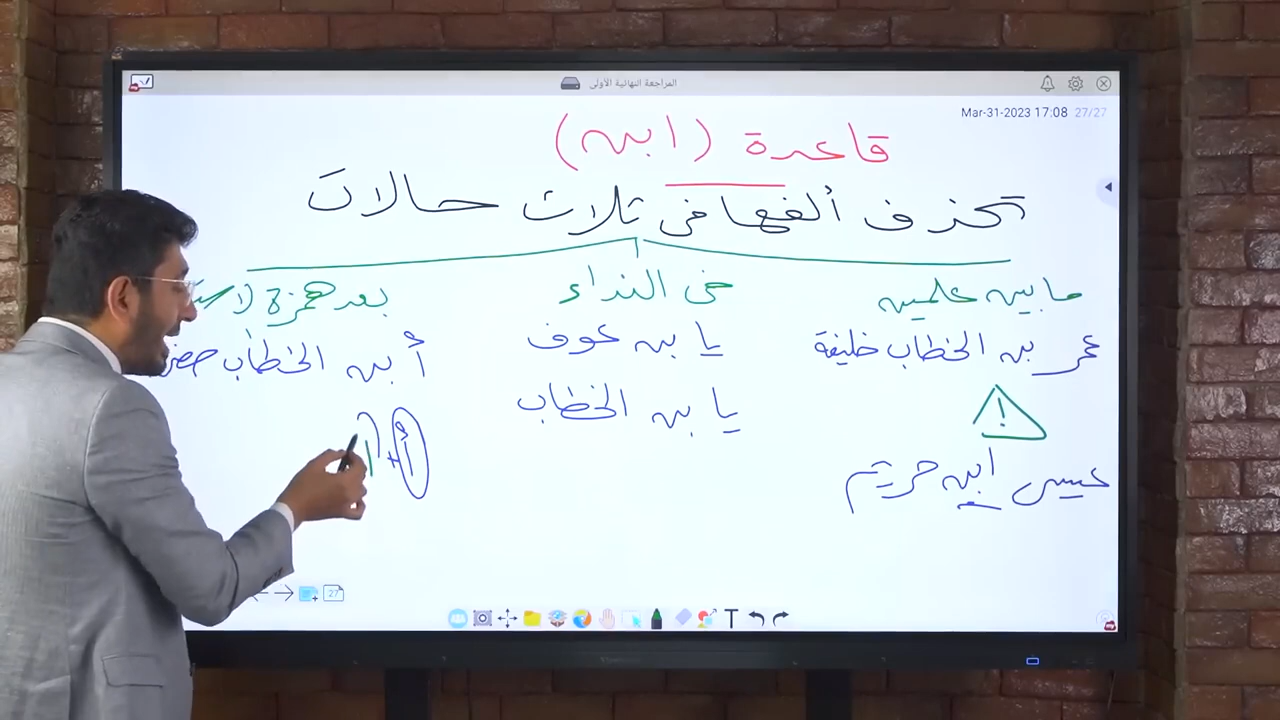 المراجعة النهائية الأولى
Mar-31-2023 17:08 27/27
قاعدة (ابن)
تحذف ألفها في ثلاث حالات
ما بين علمين
في النداء
بعد همزة
عمر بن الخطاب خليفة
يا بن عوف
أبن الخطاب
!
يا بن الخطاب
عيسى ابن مريم
أ + ا
27
T